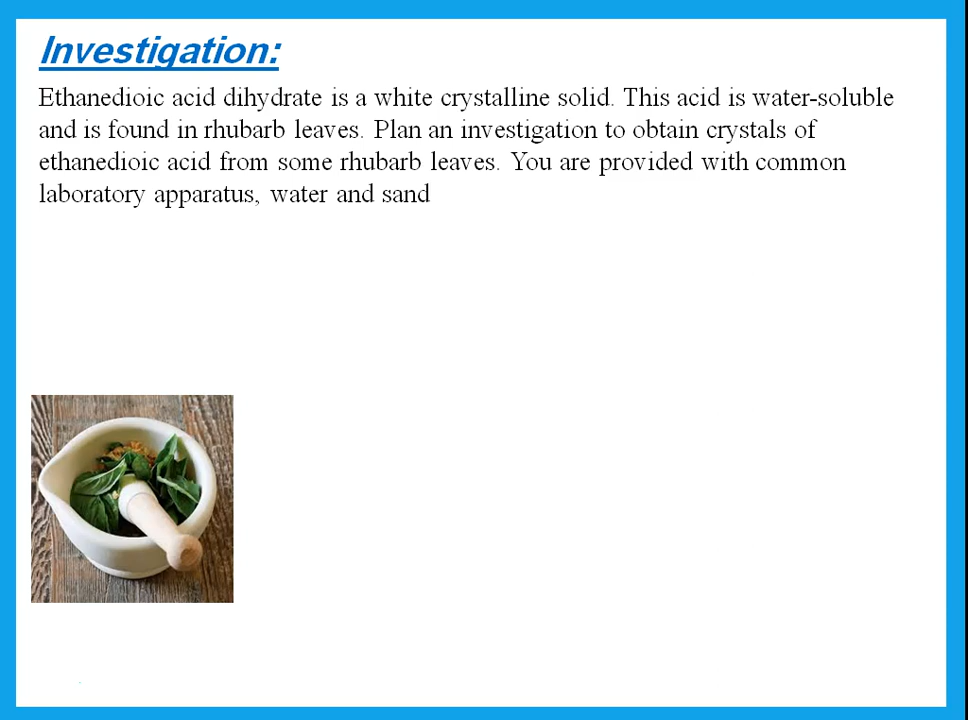 Investigation:
Ethanedioic acid dihydrate is a white crystalline solid. This acid is water-soluble
and is found in rhubarb leaves. Plan an investigation to obtain crystals of
ethanedioic acid from some rhubarb leaves. You are provided with common
laboratory apparatus, water and sand